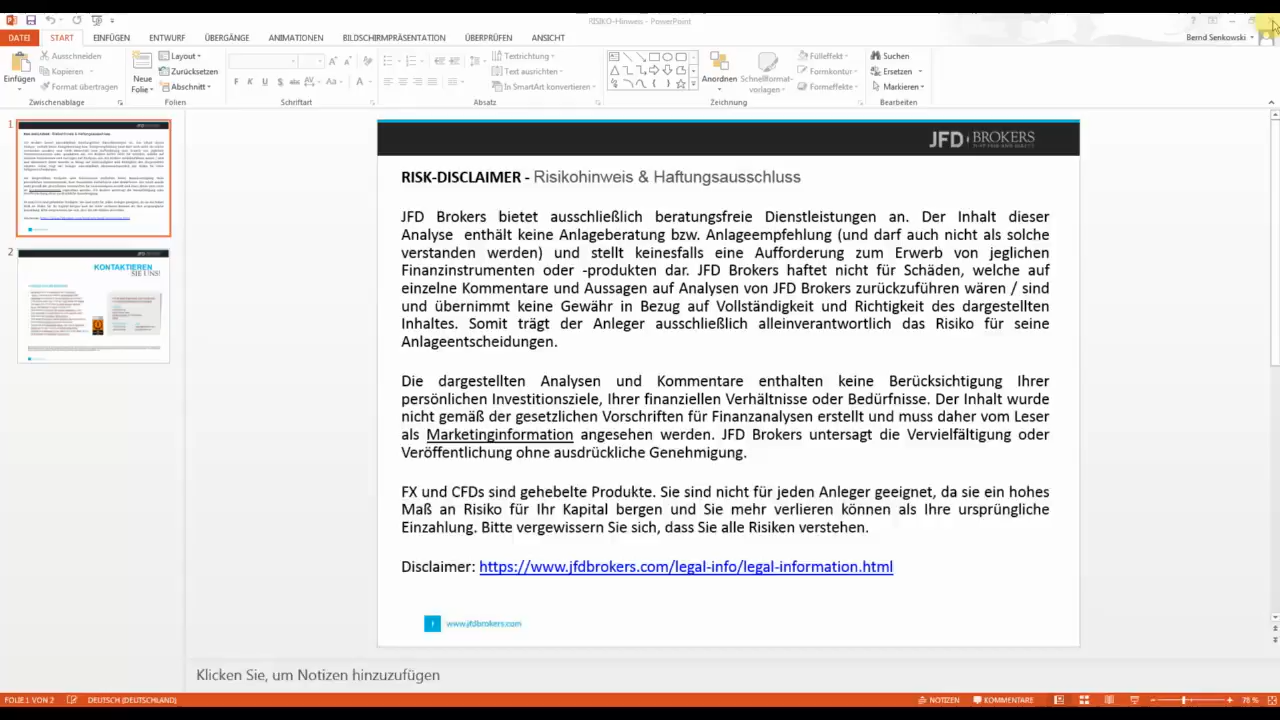 RISIKO-Hinweis - PowerPoint
DATEI START EINFÜGEN ENTWURF ÜBERGÄNGE ANIMATIONEN BILDSCHIRMPRÄSENTATION ÜBERPRÜFEN ANSICHT Bernd Senkowski
Ausschneiden Layout Textrichtung Fülleffekt Suchen
Einfügen Kopieren Neue Folie Zurücksetzen Text ausrichten Anordnen Schnellformat-vorlagen Formkontur Ersetzen
Format übertragen Abschnitt In SmartArt konvertieren Formeffekte Markieren
Zwischenablage Folien Schriftart Absatz Zeichnung Bearbeiten
1
2
KONTAKTIEREN
SIE UNS!
JFD BROKERS
RISK-DISCLAIMER - Risikohinweis & Haftungsausschuss
JFD Brokers bietet ausschließlich beratungsfreie Dienstleistungen an. Der Inhalt dieser
Analyse enthält keine Anlageberatung bzw. Anlageempfehlung (und darf auch nicht als solche
verstanden werden) und stellt keinesfalls eine Aufforderung zum Erwerb von jeglichen
Finanzinstrumenten oder -produkten dar. JFD Brokers haftet nicht für Schäden, welche auf
einzelne Kommentare und Aussagen auf Analysen von JFD Brokers zurückzuführen wären / sind
und übernimmt keine Gewähr in Bezug auf Vollständigkeit und Richtigkeit des dargestellten
Inhaltes. Somit trägt der Anleger ausschließlich alleinverantwortlich das Risiko für seine
Anlageentscheidungen.
Die dargestellten Analysen und Kommentare enthalten keine Berücksichtigung Ihrer
persönlichen Investitionsziele, Ihrer finanziellen Verhältnisse oder Bedürfnisse. Der Inhalt wurde
nicht gemäß der gesetzlichen Vorschriften für Finanzanalysen erstellt und muss daher vom Leser
als Marketinginformation angesehen werden. JFD Brokers untersagt die Vervielfältigung oder
Veröffentlichung ohne ausdrückliche Genehmigung.
FX und CFDs sind gehebelte Produkte. Sie sind nicht für jeden Anleger geeignet, da sie ein hohes
Maß an Risiko für Ihr Kapital bergen und Sie mehr verlieren können als Ihre ursprüngliche
Einzahlung. Bitte vergewissern Sie sich, dass Sie alle Risiken verstehen.
Disclaimer: https://www.jfdbrokers.com/legal-info/legal-information.html
www.jfdbrokers.com
Klicken Sie, um Notizen hinzuzufügen
FOLIE 1 VON 2 DEUTSCH (DEUTSCHLAND) NOTIZEN KOMMENTARE 78 %